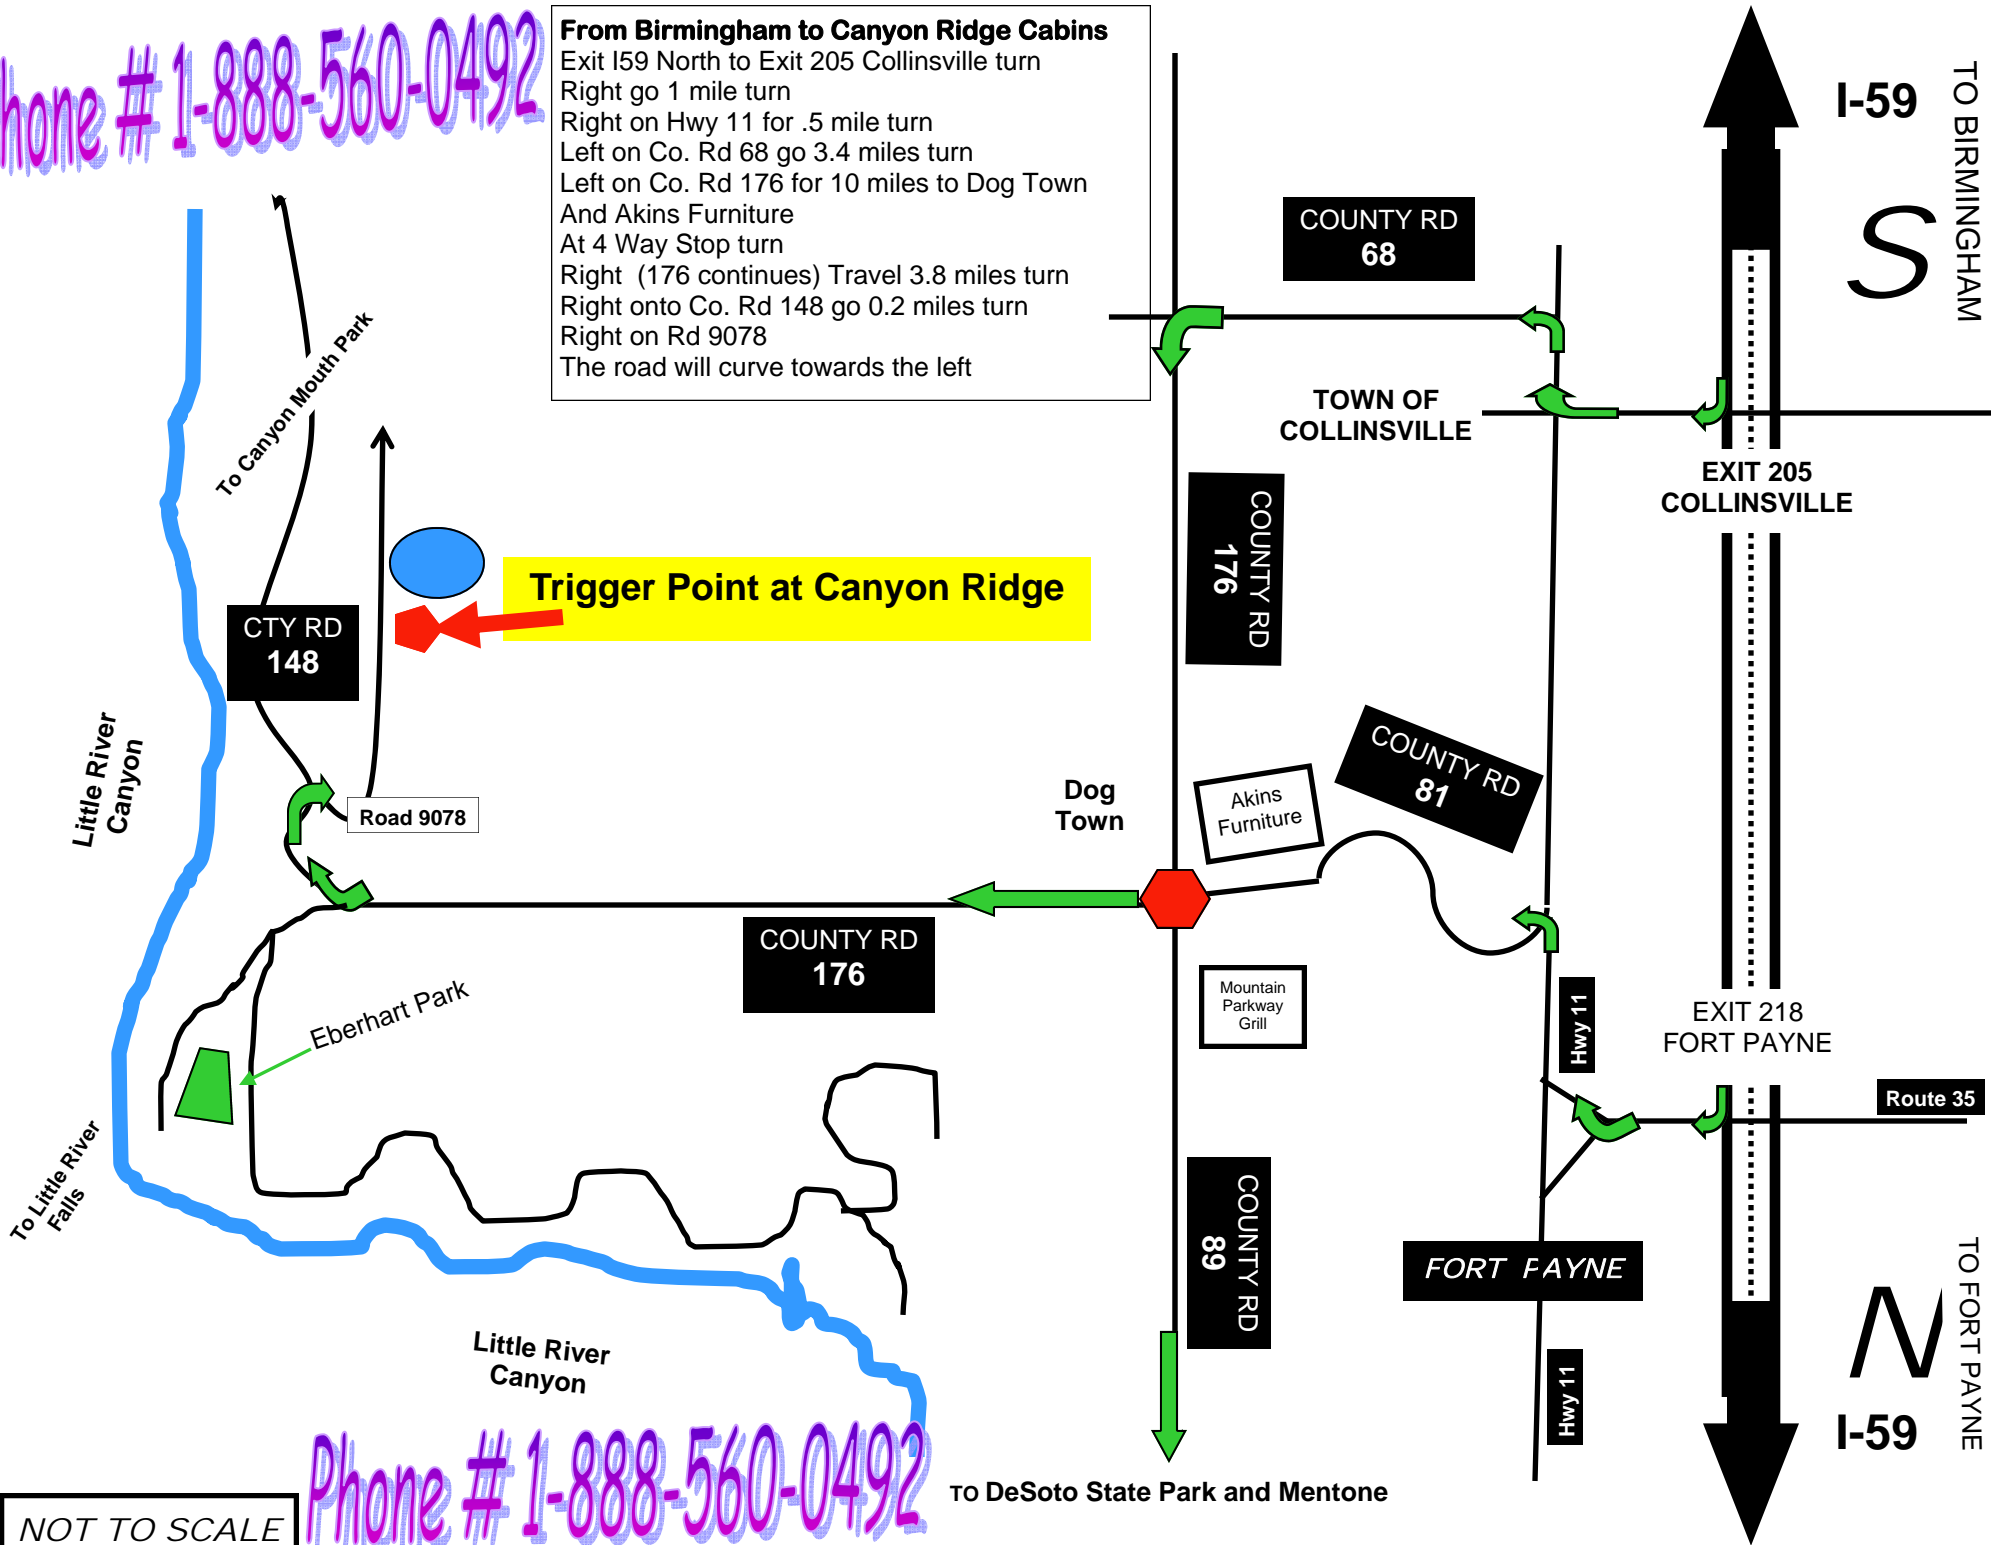 hone # 1-888-560-0492
From Birmingham to Canyon Ridge Cabins
Exit I59 North to Exit 205 Collinsville turn
Right go 1 mile turn
Right on Hwy 11 for .5 mile turn
Left on Co. Rd 68 go 3.4 miles turn
Left on Co. Rd 176 for 10 miles to Dog Town
And Akins Furniture
At 4 Way Stop turn
Right (176 continues) Travel 3.8 miles turn
Right onto Co. Rd 148 go 0.2 miles turn
Right on Rd 9078
The road will curve towards the left
I-59
TO BIRMINGHAM
S
COUNTY RD
68
To Canyon Mouth Park
TOWN OF
COLLINSVILLE
EXIT 205
COLLINSVILLE
COUNTY RD
176
Trigger Point at Canyon Ridge
CTY RD
148
Little River
Canyon
Road 9078
Dog
Town
Akins
Furniture
COUNTY RD
81
COUNTY RD
176
Mountain
Parkway
Grill
Hwy 11
EXIT 218
FORT PAYNE
Route 35
Eberhart Park
To Little River
Falls
COUNTY RD
89
FORT PAYNE
TO FORT PAYNE
N
I-59
Little River
Canyon
Hwy 11
Phone # 1-888-560-0492
TO DeSoto State Park and Mentone
NOT TO SCALE